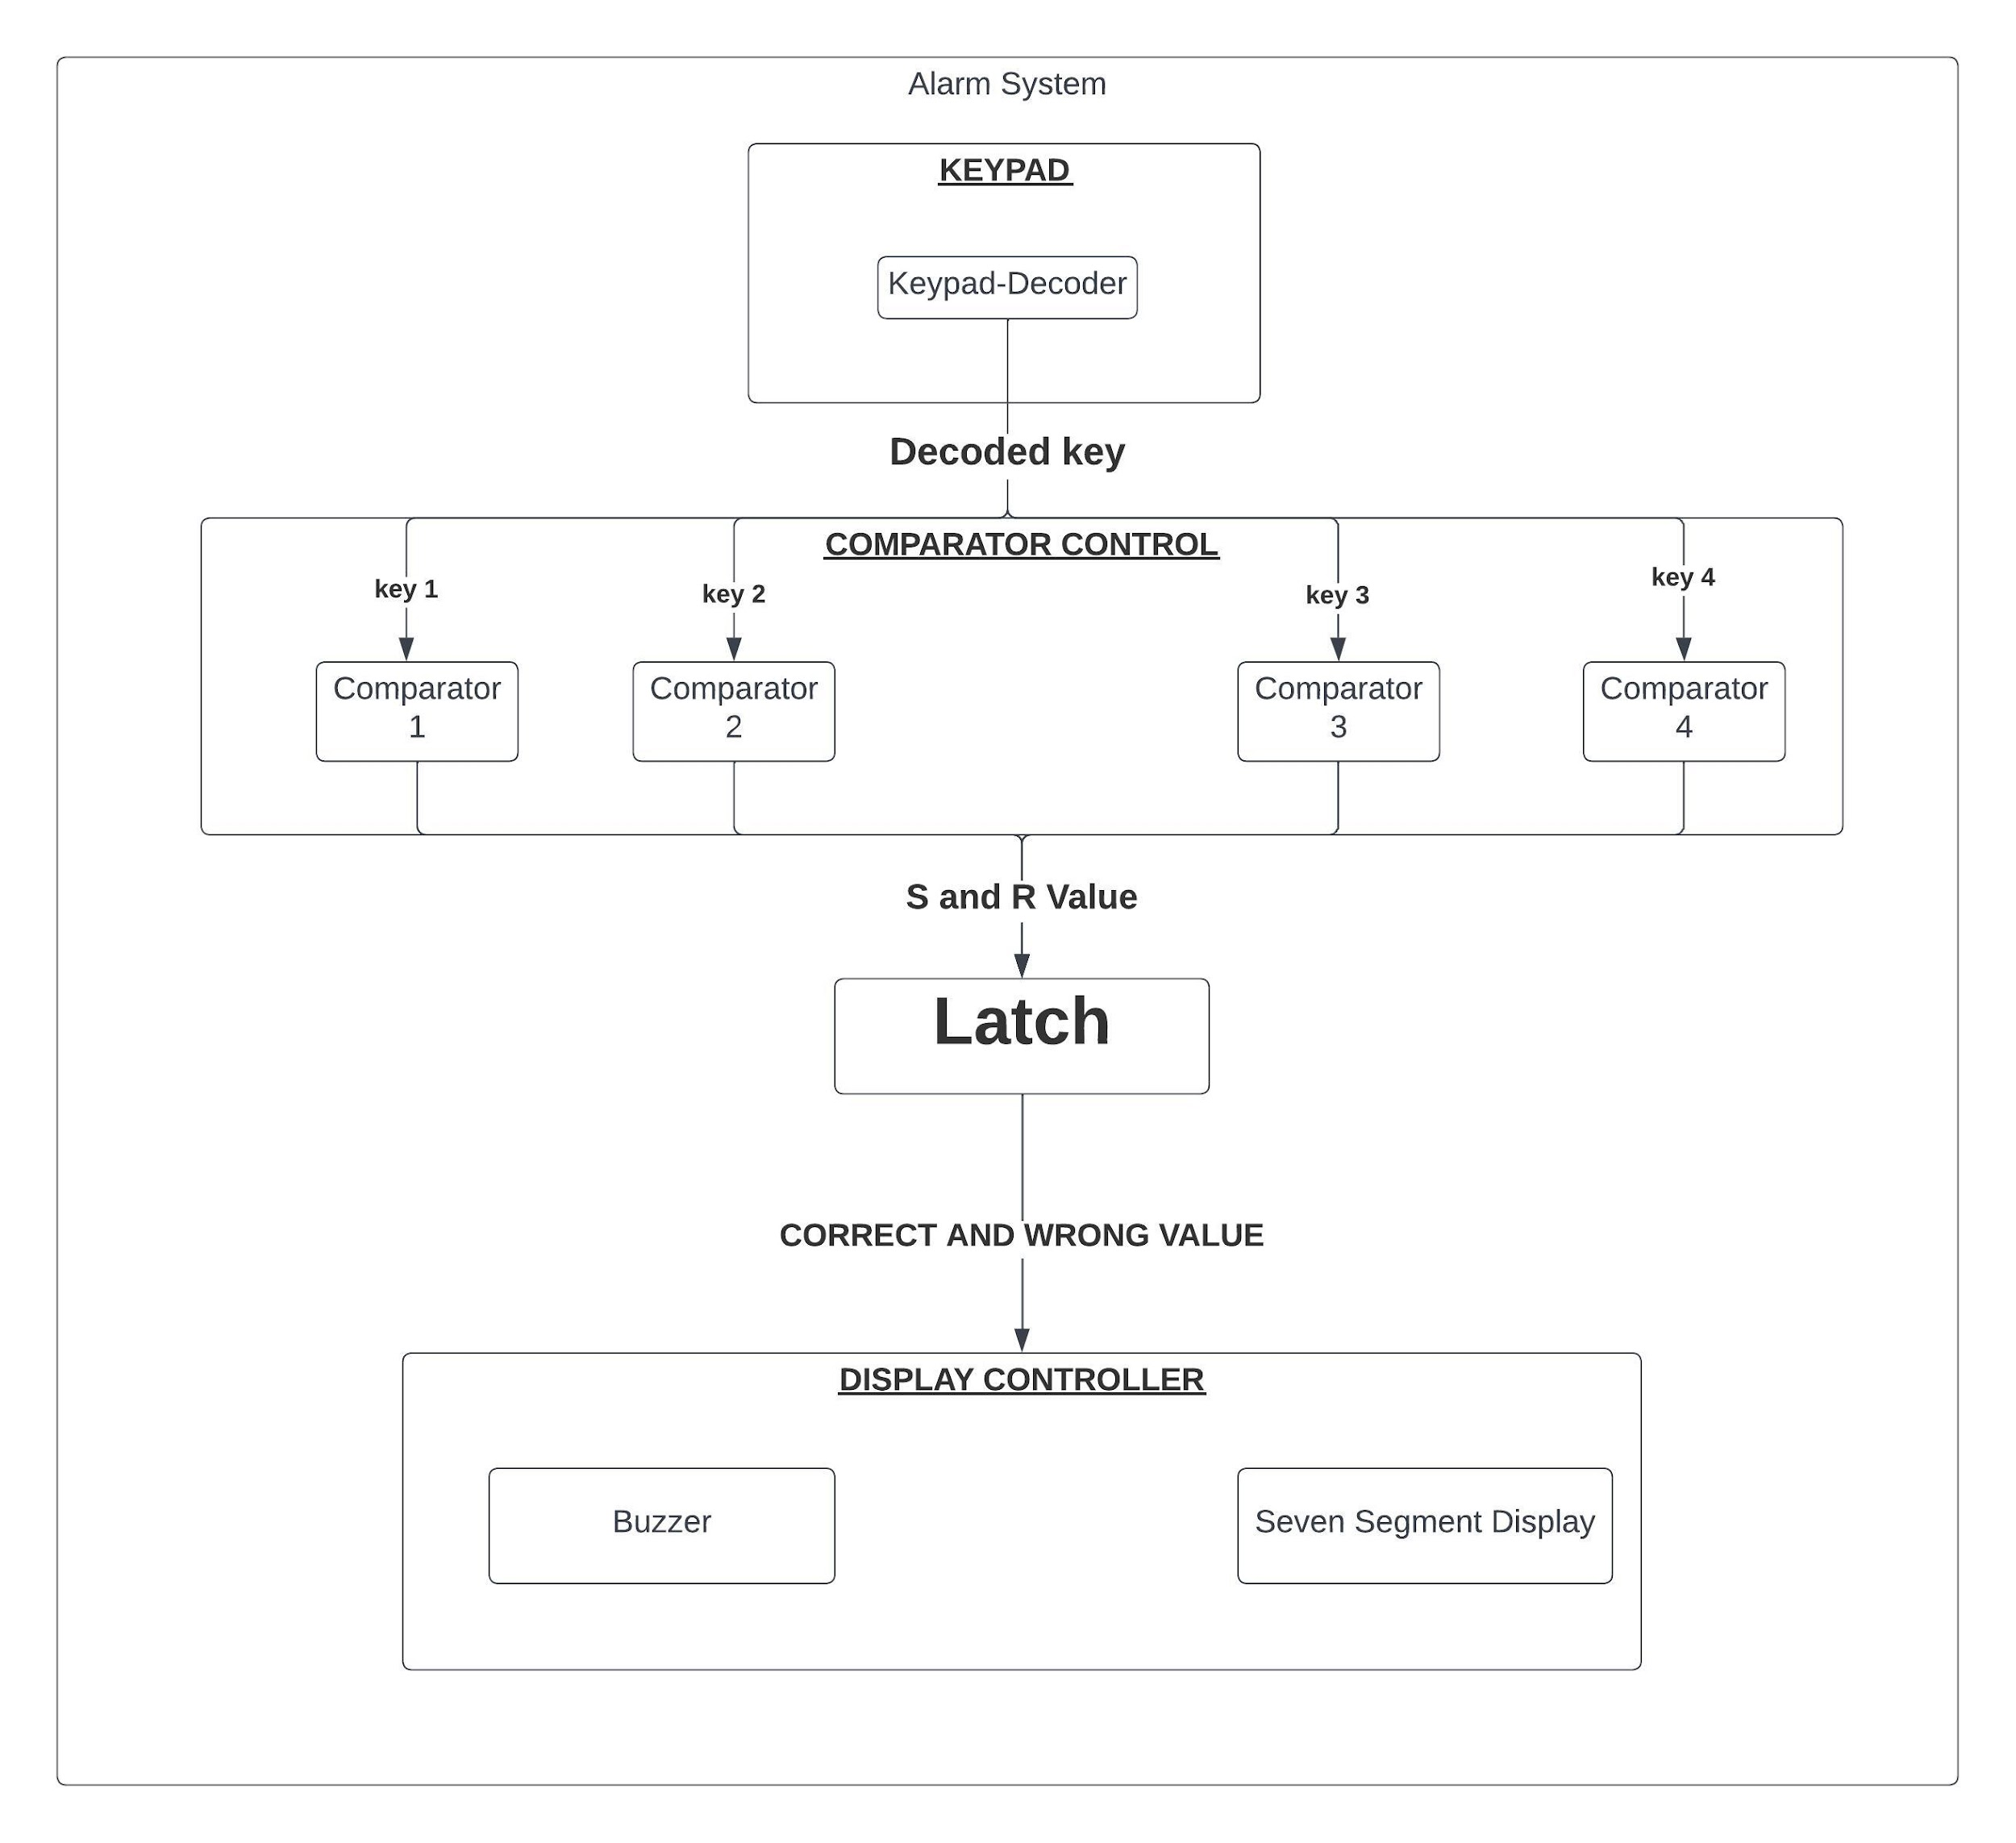 Alarm System
KEYPAD
Keypad-Decoder
Decoded key
COMPARATOR CONTROL
key 1
key 2
key 3
key 4
Comparator
1
Comparator
2
Comparator
3
Comparator
4
S and R Value
Latch
CORRECT AND WRONG VALUE
DISPLAY CONTROLLER
Buzzer
Seven Segment Display